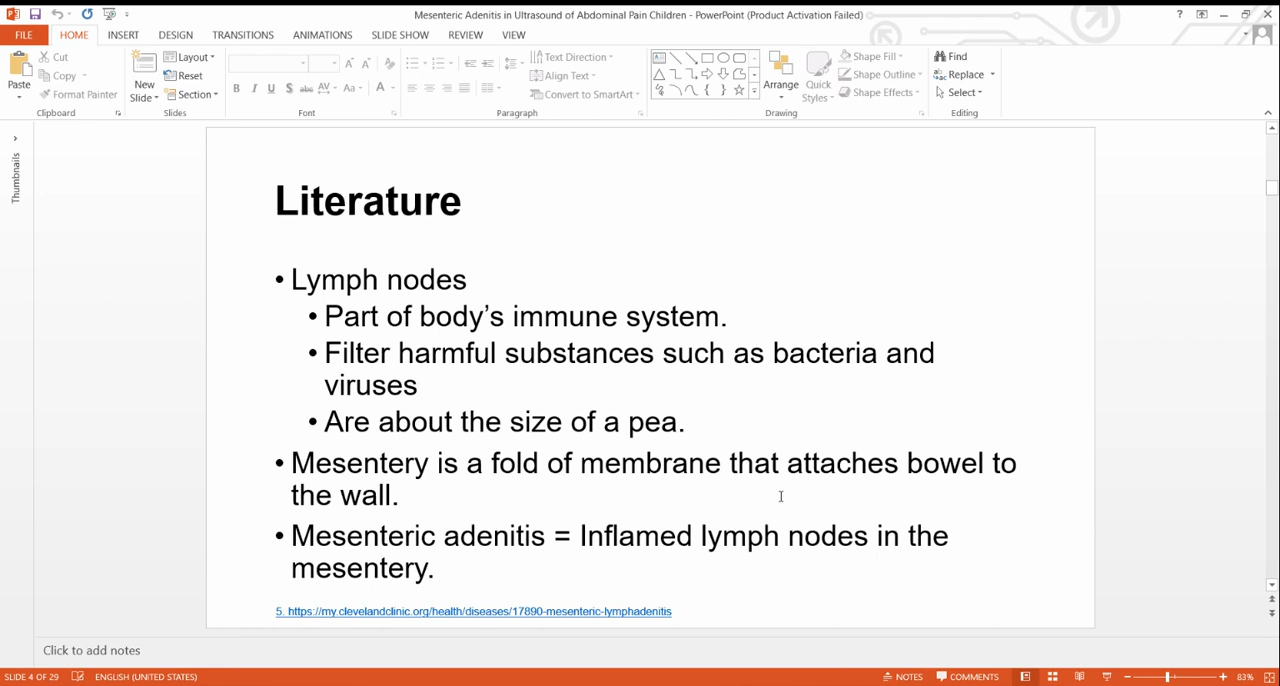 Mesenteric Adenitis in Ultrasound of Abdominal Pain Children - PowerPoint (Product Activation Failed)
FILE HOME INSERT DESIGN TRANSITIONS ANIMATIONS SLIDE SHOW REVIEW VIEW
Paste
Cut
Copy
Format Painter
Clipboard
New Slide
Layout
Reset
Section
Slides
Font
Text Direction
Align Text
Convert to SmartArt
Paragraph
Arrange
Quick Styles
Shape Fill
Shape Outline
Shape Effects
Drawing
Find
Replace
Select
Editing
Thumbnails
Literature
• Lymph nodes
• Part of body's immune system.
• Filter harmful substances such as bacteria and
viruses
• Are about the size of a pea.
• Mesentery is a fold of membrane that attaches bowel to
the wall.
• Mesenteric adenitis = Inflamed lymph nodes in the
mesentery.
5. https://my.clevelandclinic.org/health/diseases/17890-mesenteric-lymphadenitis
Click to add notes
SLIDE 4 OF 29 ENGLISH (UNITED STATES) NOTES COMMENTS 83%